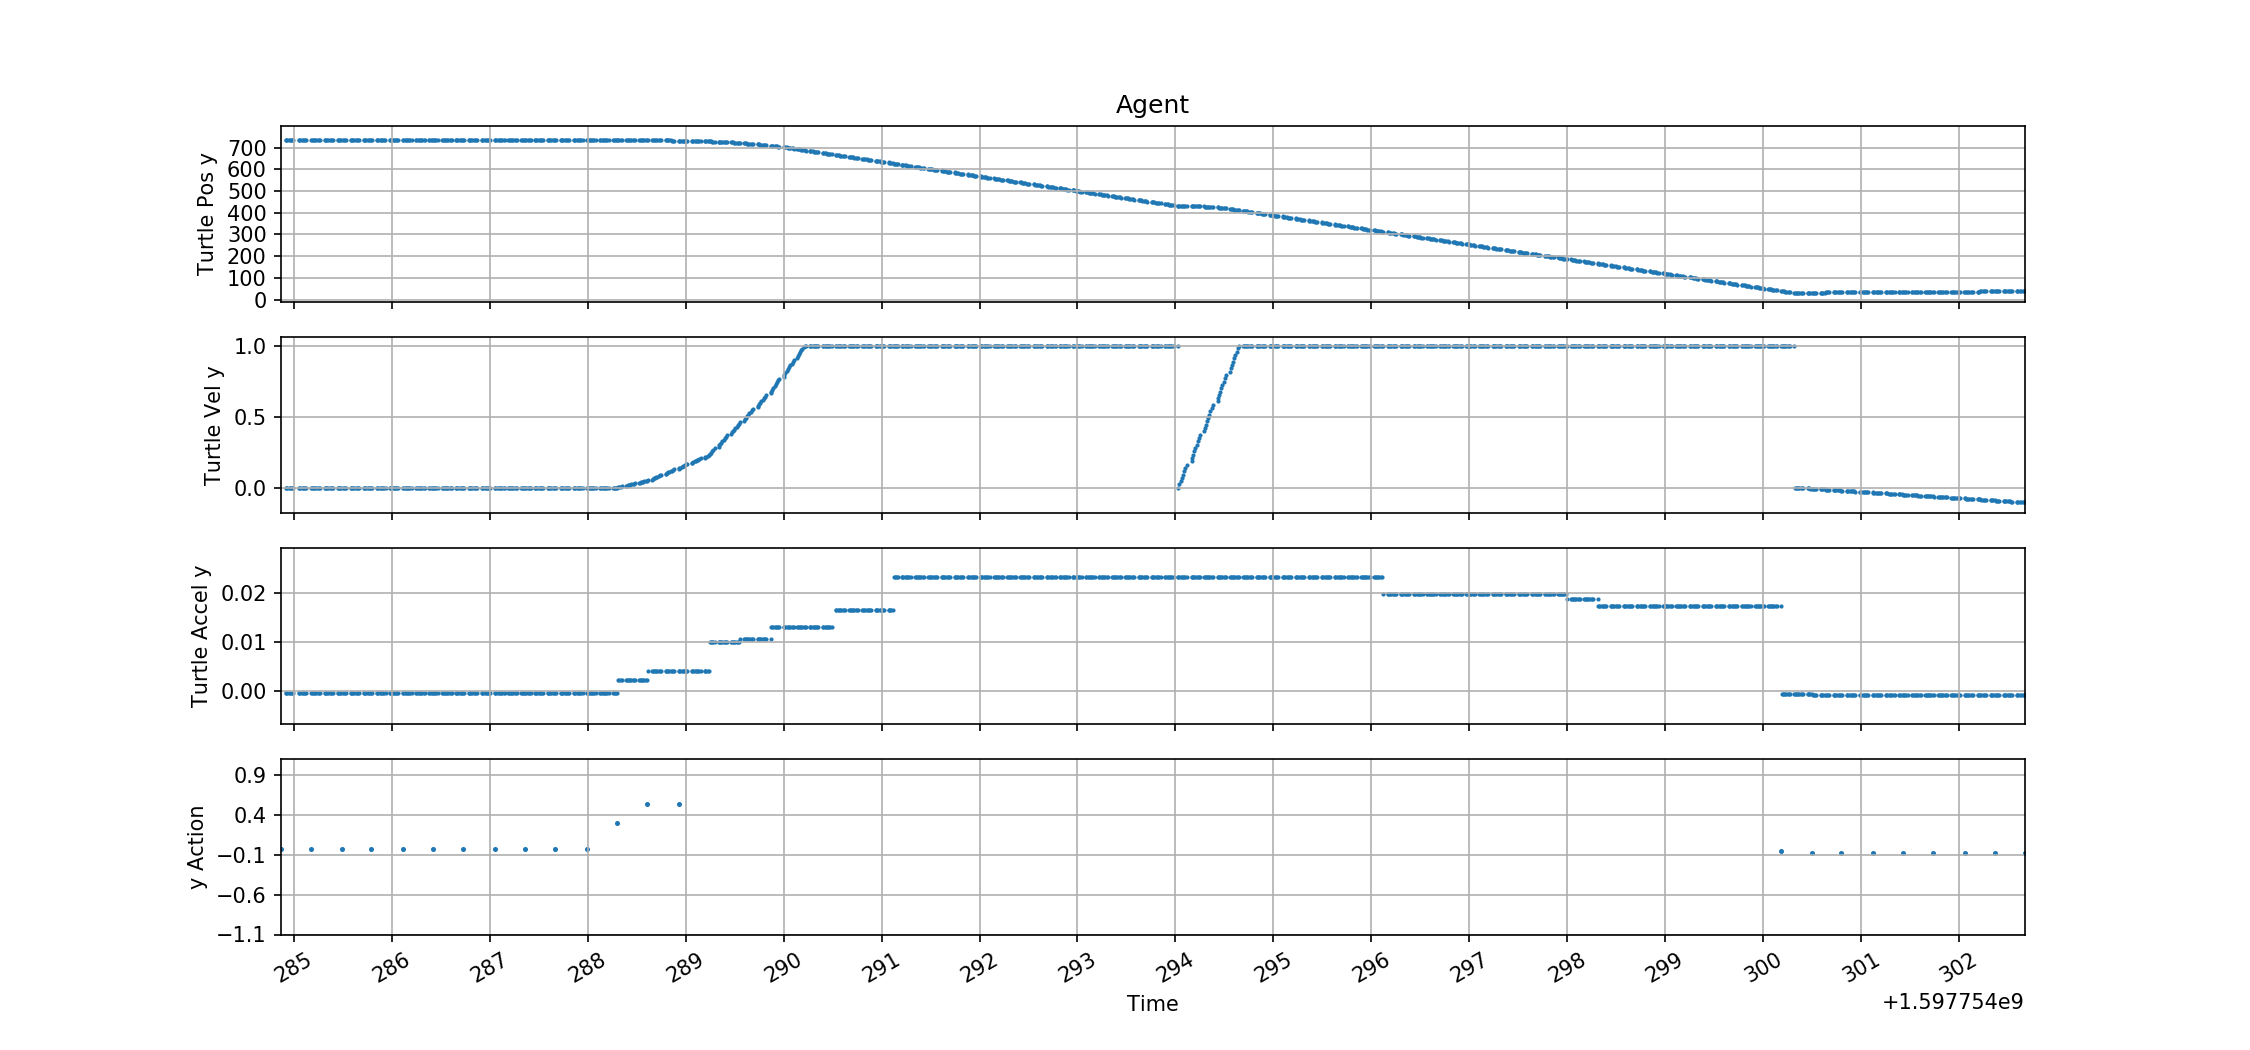 Agent
Turtle Pos y
700
600
500
400
300
200
100
0
Turtle Vel y
1.0
0.5
0.0
Turtle Accel y
0.02
0.01
0.00
y Action
0.9
0.4
−0.1
−0.6
−1.1
285 286 287 288 289 290 291 292 293 294 295 296 297 298 299 300 301 302
Time
+1.597754e9